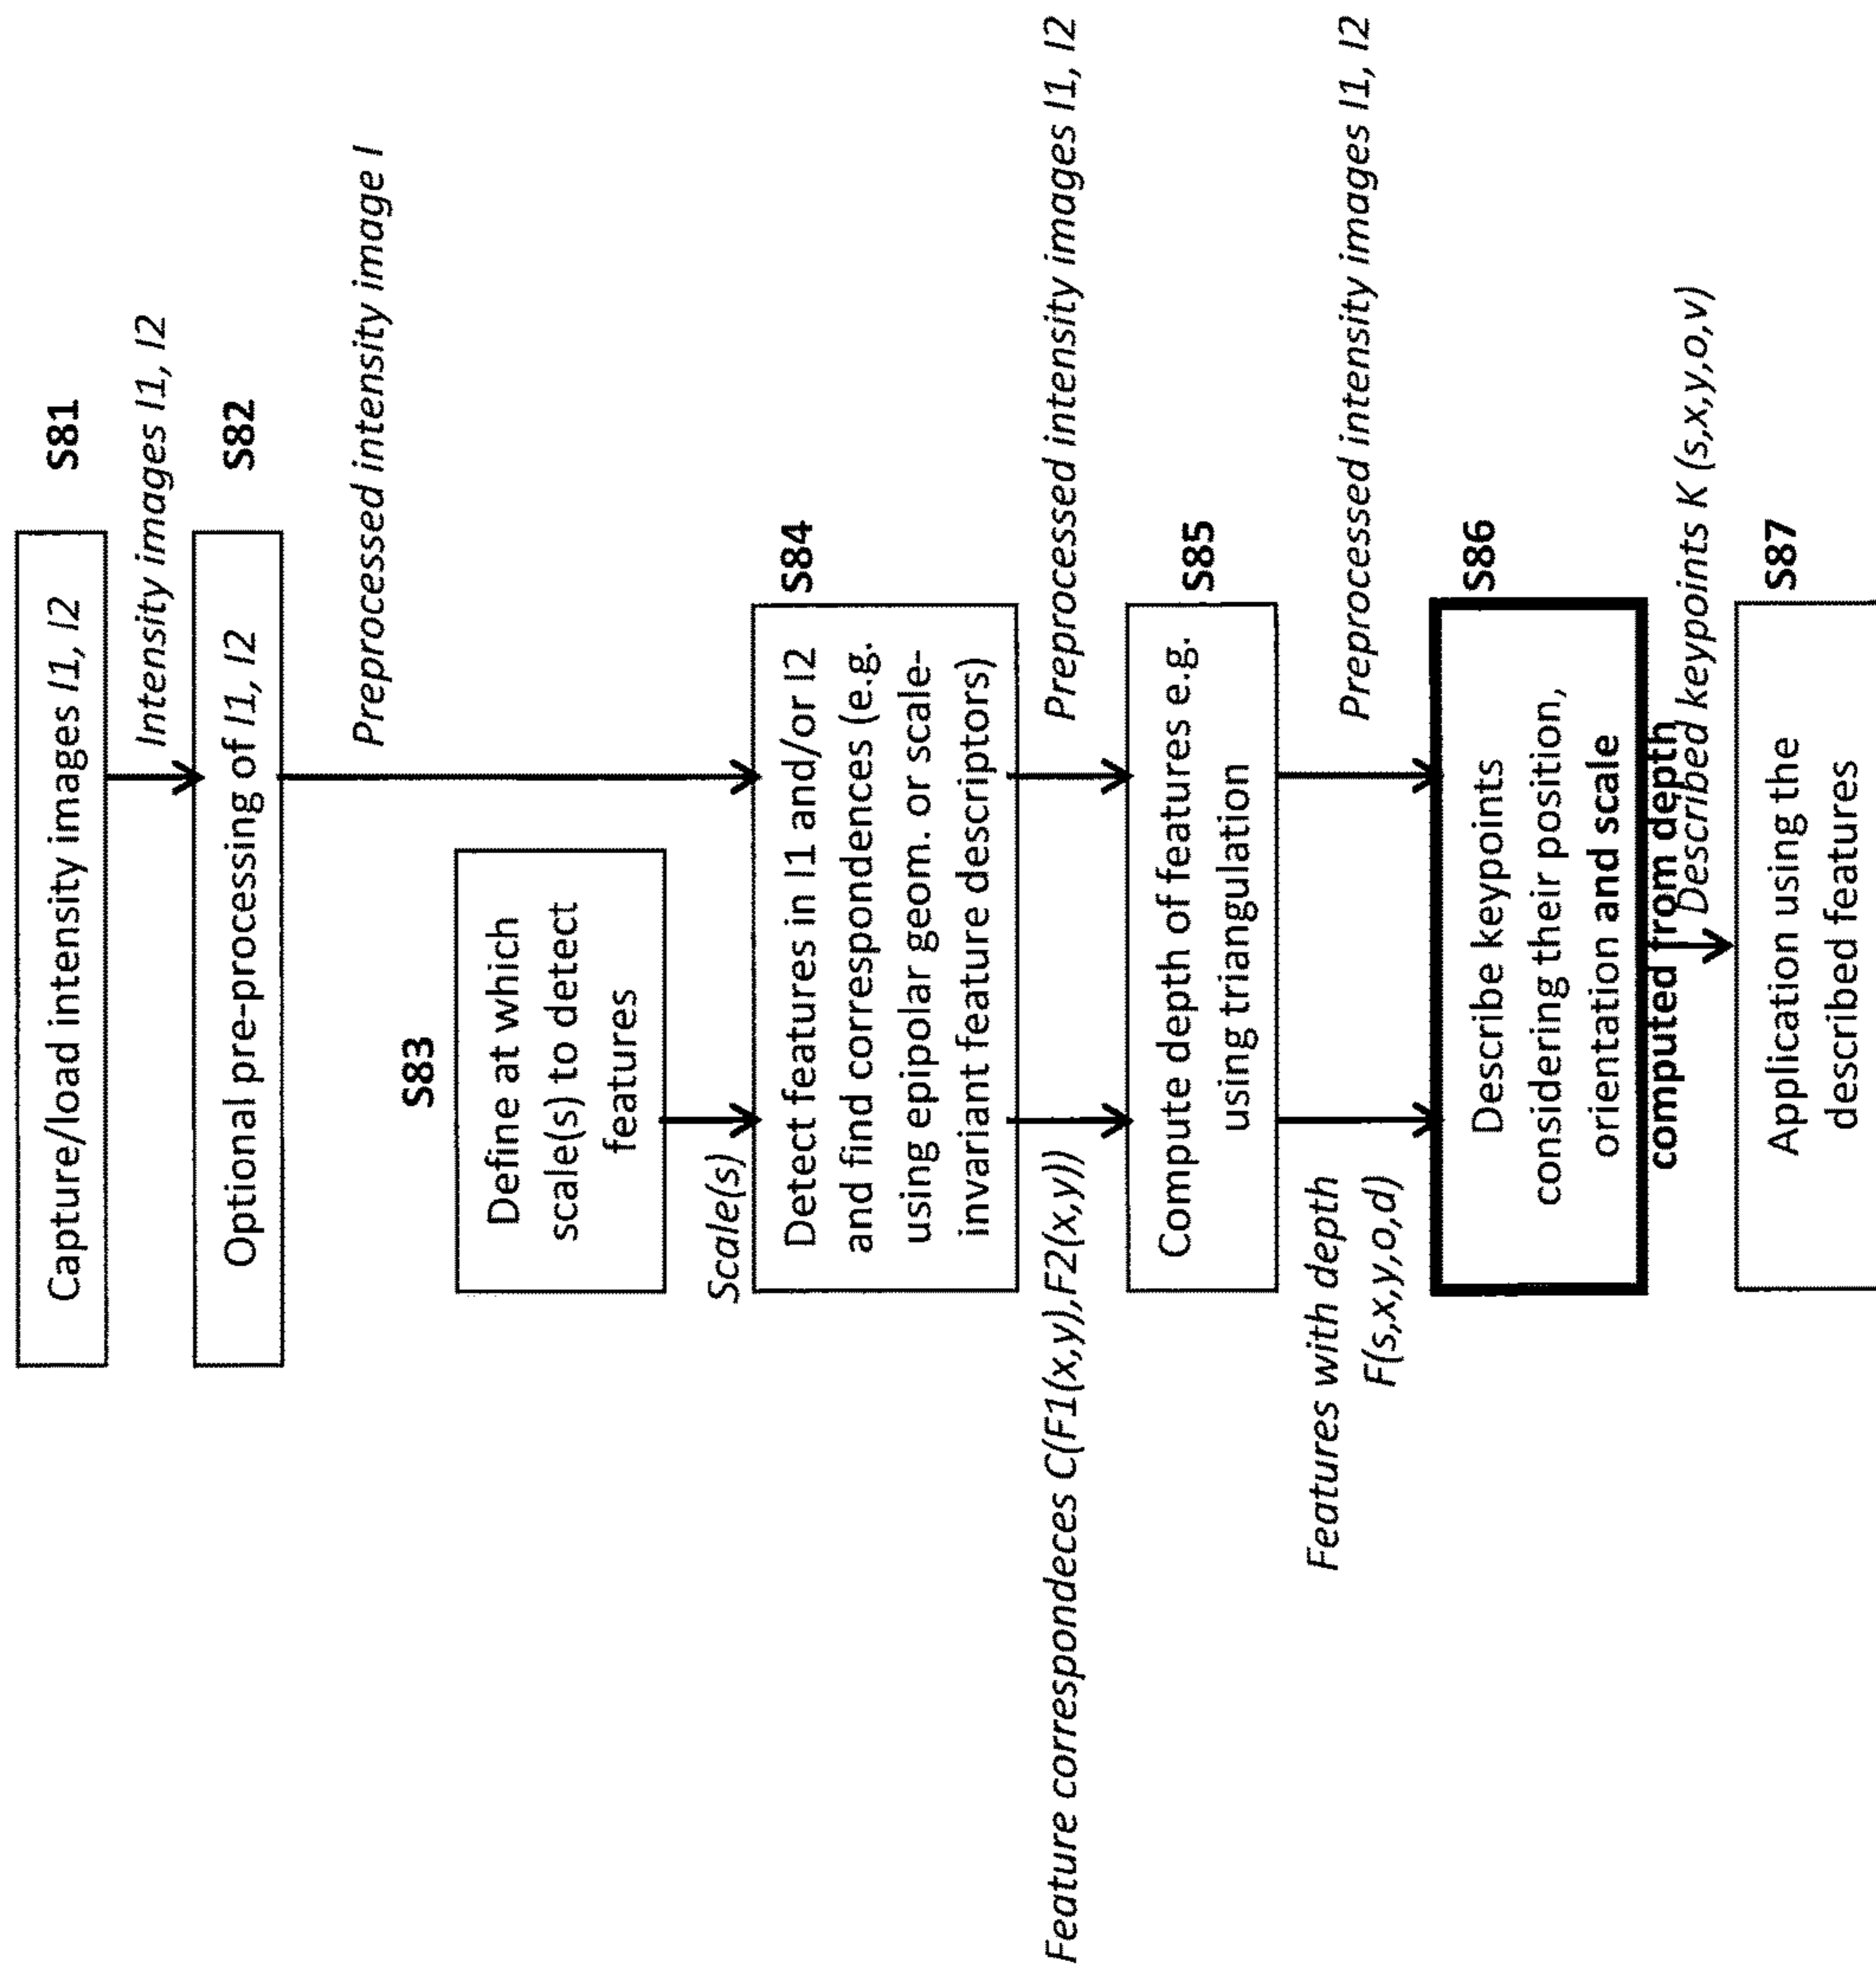 Capture/load intensity images I1, I2
S81
Intensity images I1, I2
Optional pre-processing of I1, I2
S82
Preprocessed intensity image I
S83
Define at which
scale(s) to detect
features
Scale(s)
Detect features in I1 and/or I2
and find correspondences (e.g.
using epipolar geom. or scale-
invariant feature descriptors)
S84
Feature correspondeces C(F1(x,y),F2(x,y))
Preprocessed intensity images I1, I2
Compute depth of features e.g.
using triangulation
S85
Features with depth
F(s,x,y,o,d)
Preprocessed intensity images I1, I2
Describe keypoints
considering their position,
orientation and scale
computed from depth
S86
Described keypoints K (s,x,y,o,v)
Application using the
described features
S87